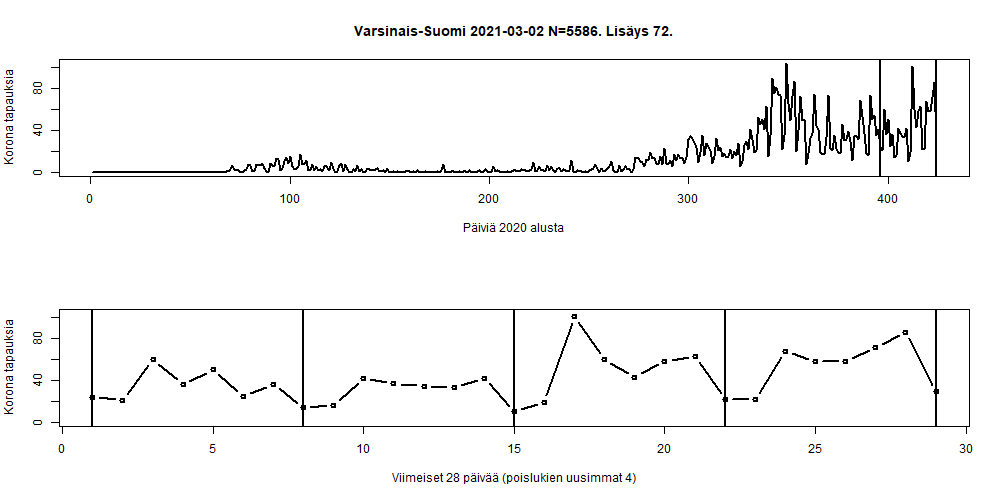 Varsinais-Suomi 2021-03-02 N=5586. Lisäys 72.
Korona tapauksia
0 40 80
0 100 200 300 400
Päiviä 2020 alusta
Korona tapauksia
0 40 80
0 5 10 15 20 25 30
Viimeiset 28 päivää (poislukien uusimmat 4)